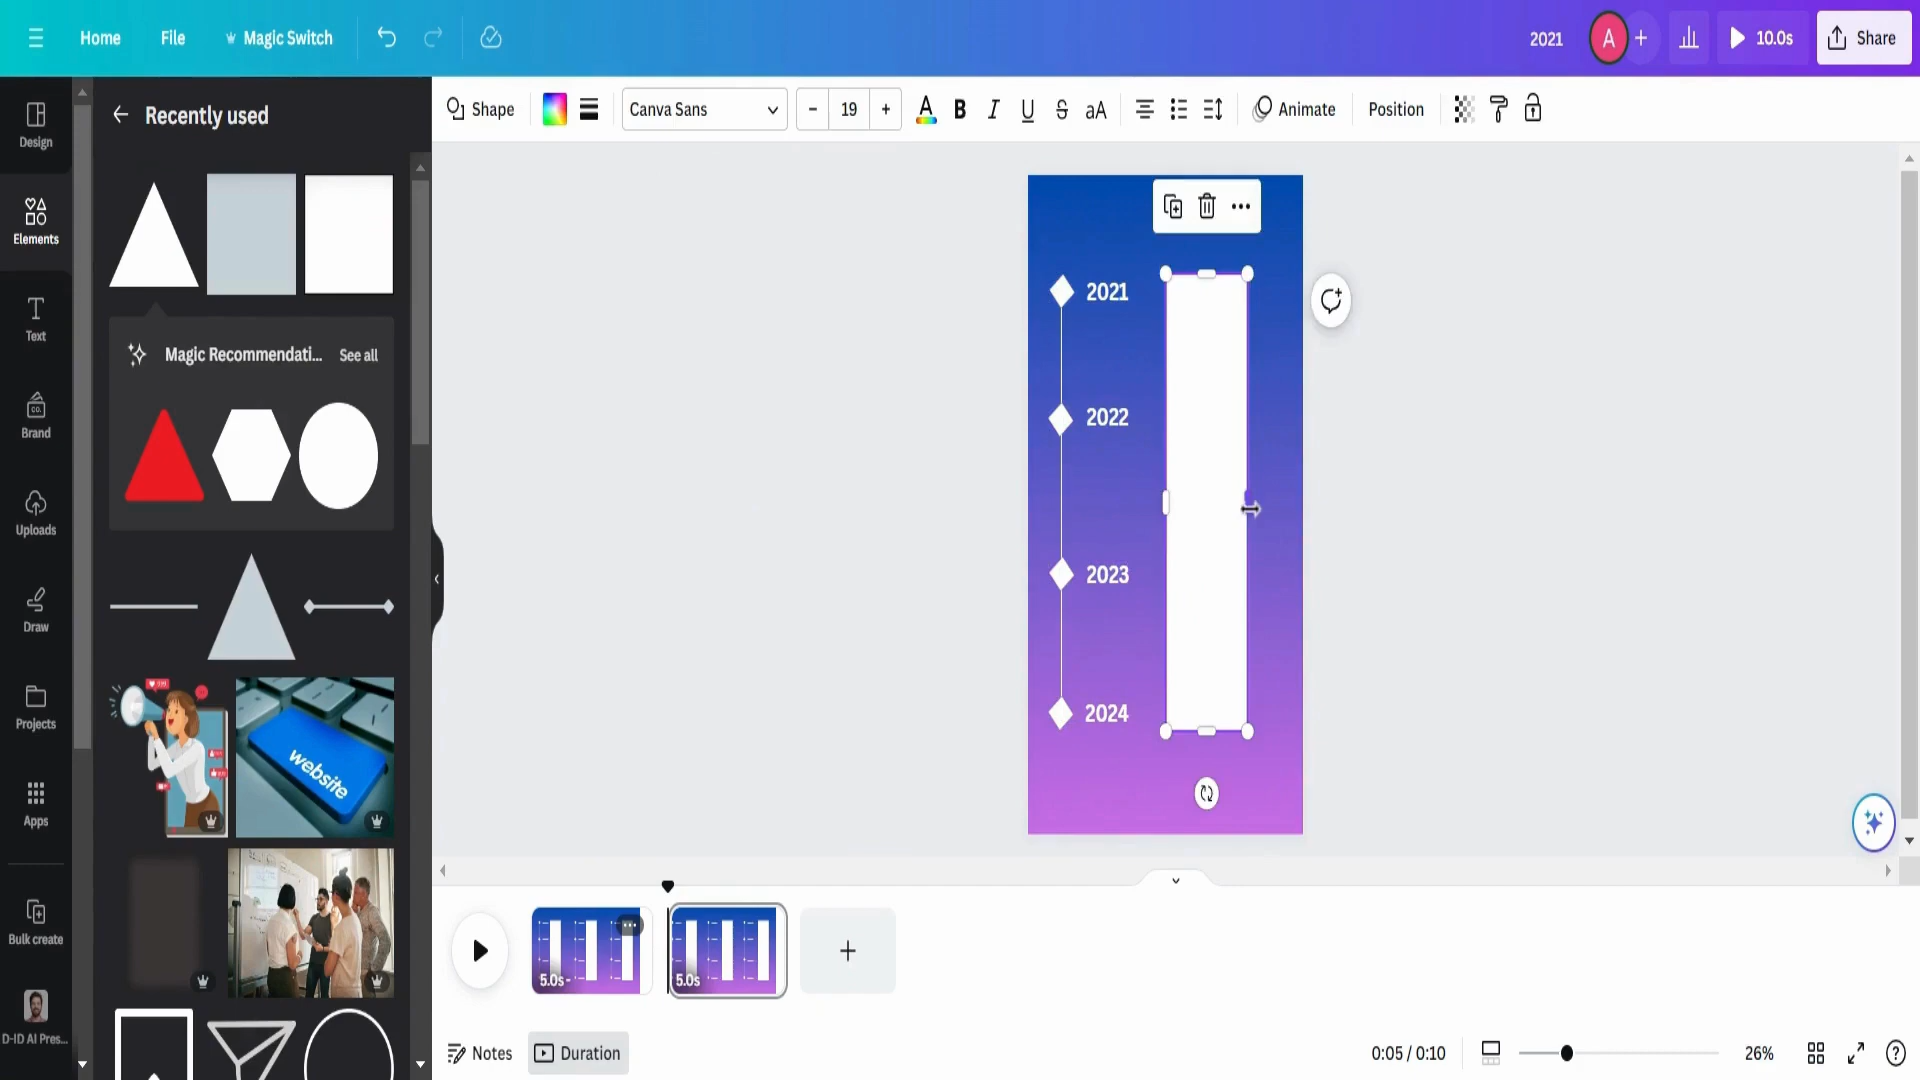 Home
File
Magic Switch
2021
A
10.0s
Share
Design
Elements
Text
Brand
CO.
Uploads
Draw
Projects
Apps
Bulk create
D-ID AI Pres...
Recently used
Magic Recommendati...
See all
website
Shape
Canva Sans
19
A
B
I
U
S
aA
Animate
Position
2021
2022
2023
2024
5.0s
5.0s
Notes
Duration
0:05 / 0:10
26%